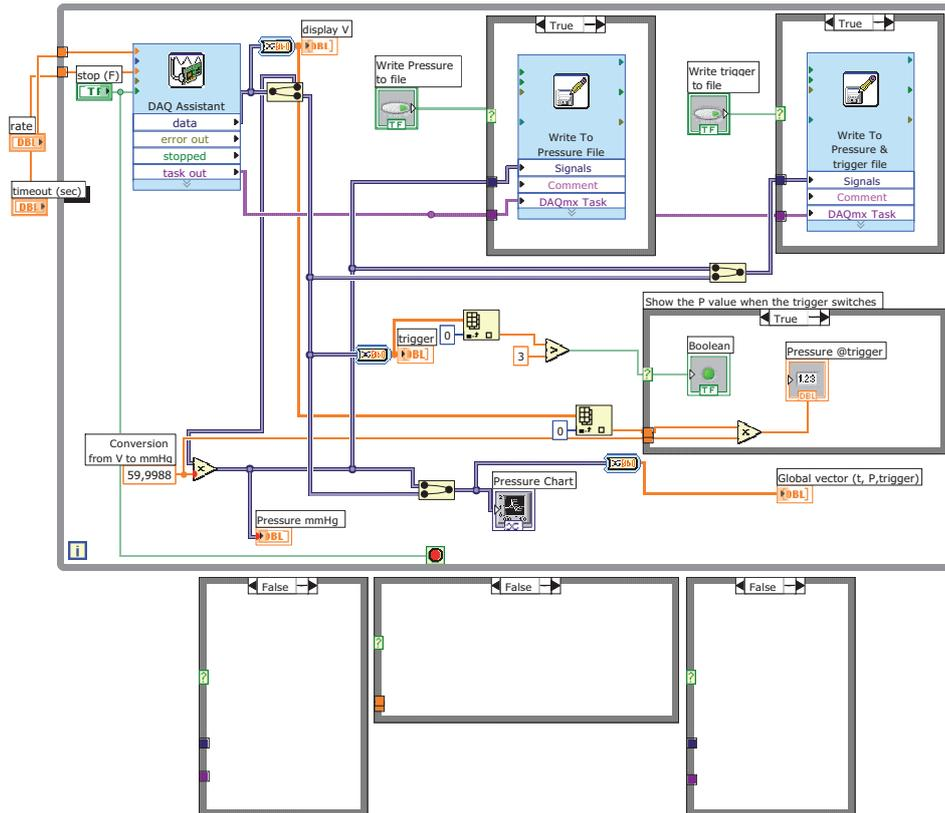 display V
DBL
True
True
stop (F)
TF
DAQ Assistant
data
error out
stopped
task out
rate
DBL
timeout (sec)
DBL
Write Pressure
to file
TF
?
Write To
Pressure File
Signals
Comment
DAQmx Task
Write trigger
to file
TF
?
Write To
Pressure &
trigger file
Signals
Comment
DAQmx Task
Show the P value when the trigger switches
True
trigger
DBL
0
3
>
?
Boolean
TF
Pressure @trigger
1.23
DBL
0
x
Conversion
from V to mmHg
59,9988
x
Pressure mmHg
DBL
Pressure Chart
Global vector (t, P,trigger)
DBL
i
False
False
False
?
?
?